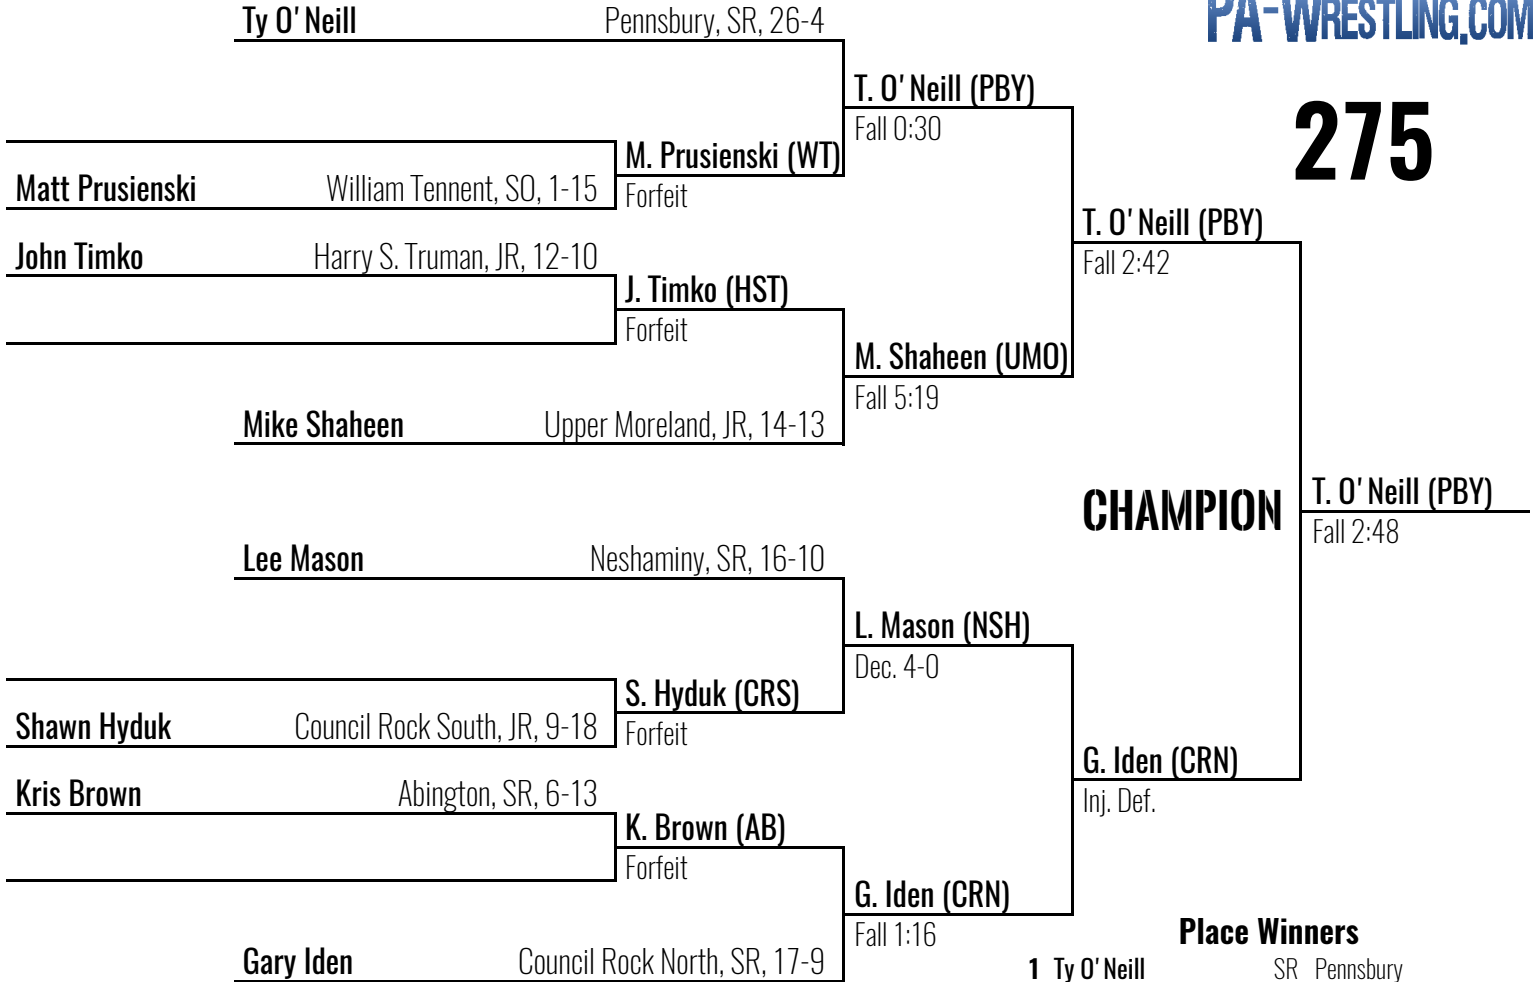 Ty O'Neill Pennsbury, SR, 26-4
PA-WRESTLING.COM
T. O'Neill (PBY)
Fall 0:30
275
M. Prusienski (WT)
Matt Prusienski William Tennent, SO, 1-15
Forfeit
T. O'Neill (PBY)
Fall 2:42
John Timko Harry S. Truman, JR, 12-10
J. Timko (HST)
Forfeit
M. Shaheen (UMO)
Fall 5:19
Mike Shaheen Upper Moreland, JR, 14-13
CHAMPION
T. O'Neill (PBY)
Fall 2:48
Lee Mason Neshaminy, SR, 16-10
L. Mason (NSH)
Dec. 4-0
S. Hyduk (CRS)
Shawn Hyduk Council Rock South, JR, 9-18
Forfeit
G. Iden (CRN)
Inj. Def.
Kris Brown Abington, SR, 6-13
K. Brown (AB)
Forfeit
G. Iden (CRN)
Fall 1:16
Place Winners
Gary Iden Council Rock North, SR, 17-9
1 Ty O'Neill SR Pennsbury